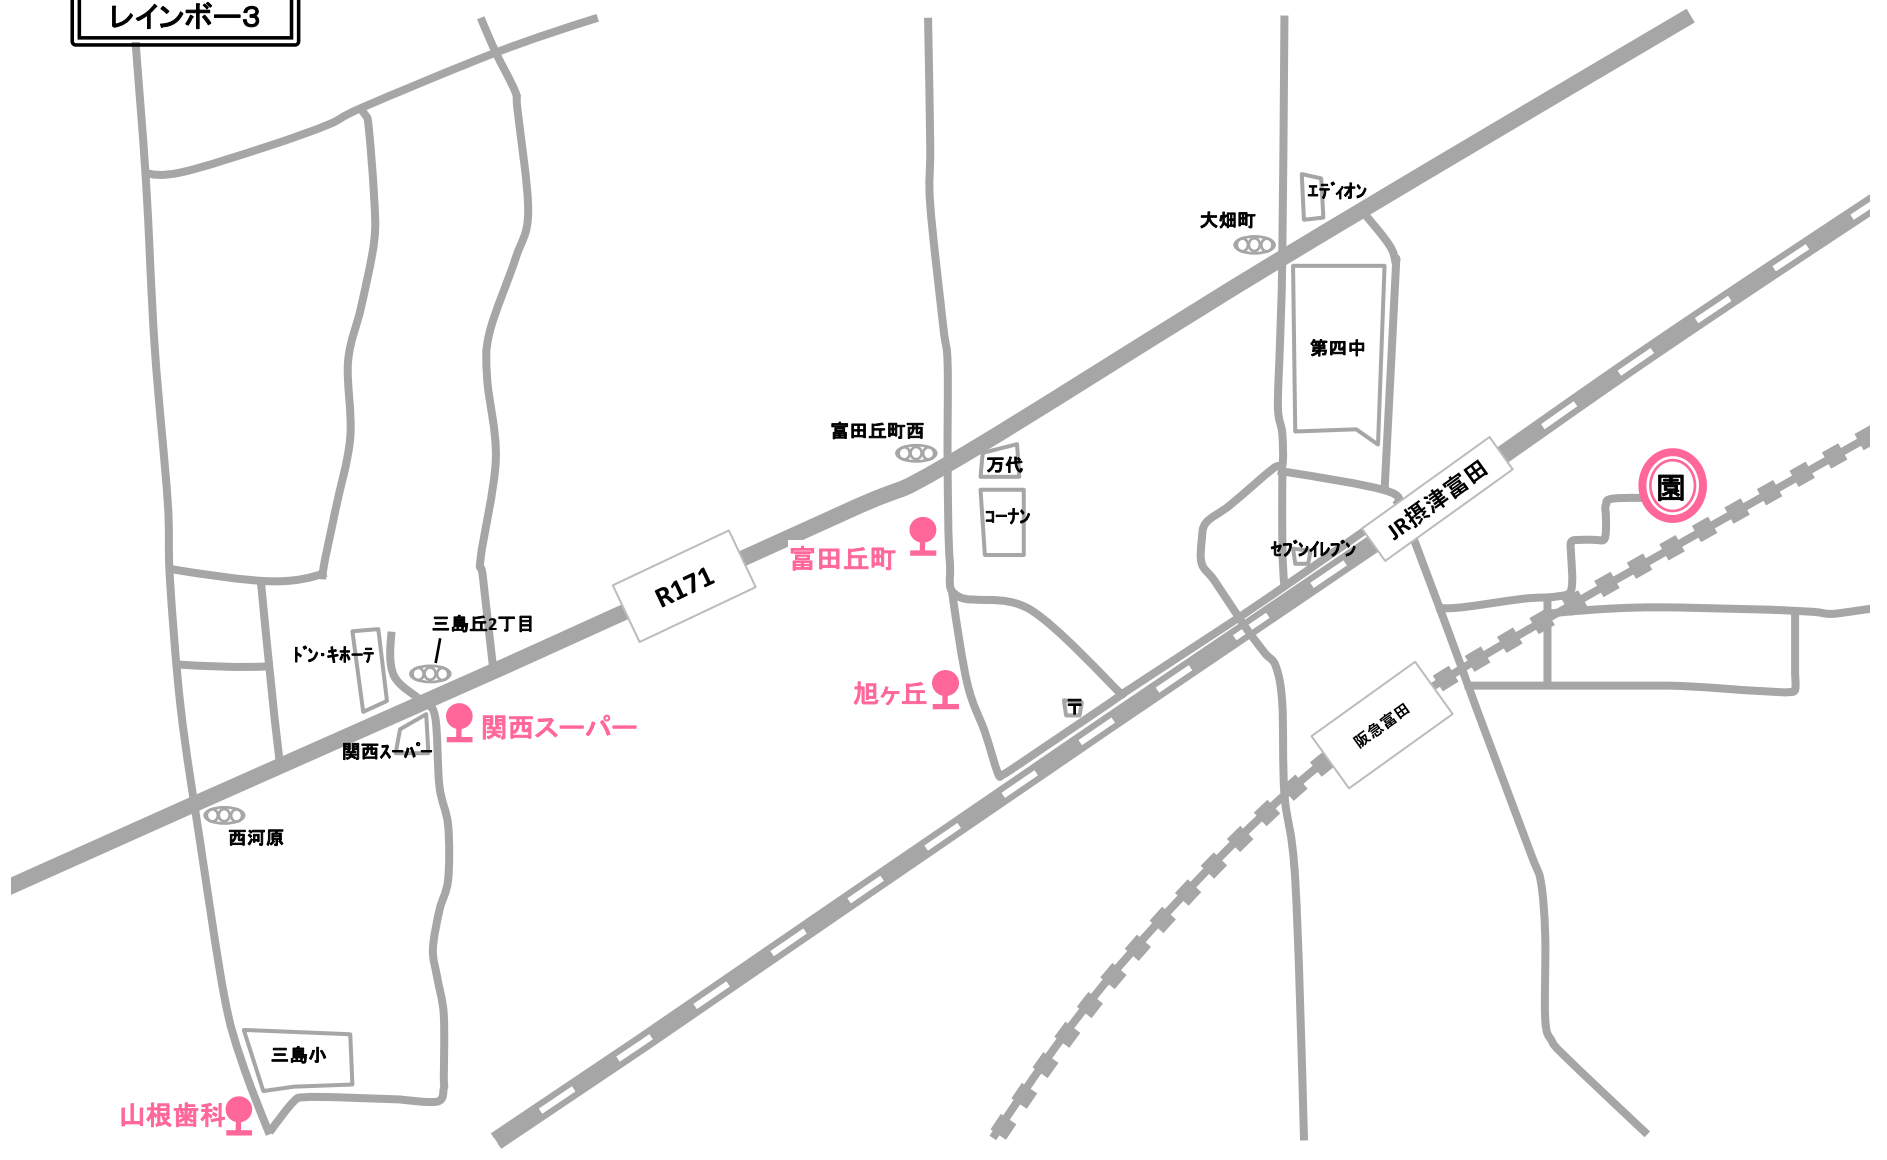 レインボー3
エディオン
大畑町
第四中
富田丘町西
万代
JR摂津富田
園
コーナン
富田丘町
セブンイレブン
R171
三島丘2丁目
ドン・キホーテ
旭ヶ丘
〒
阪急富田
関西スーパー
関西スーパー
西河原
三島小
山根歯科